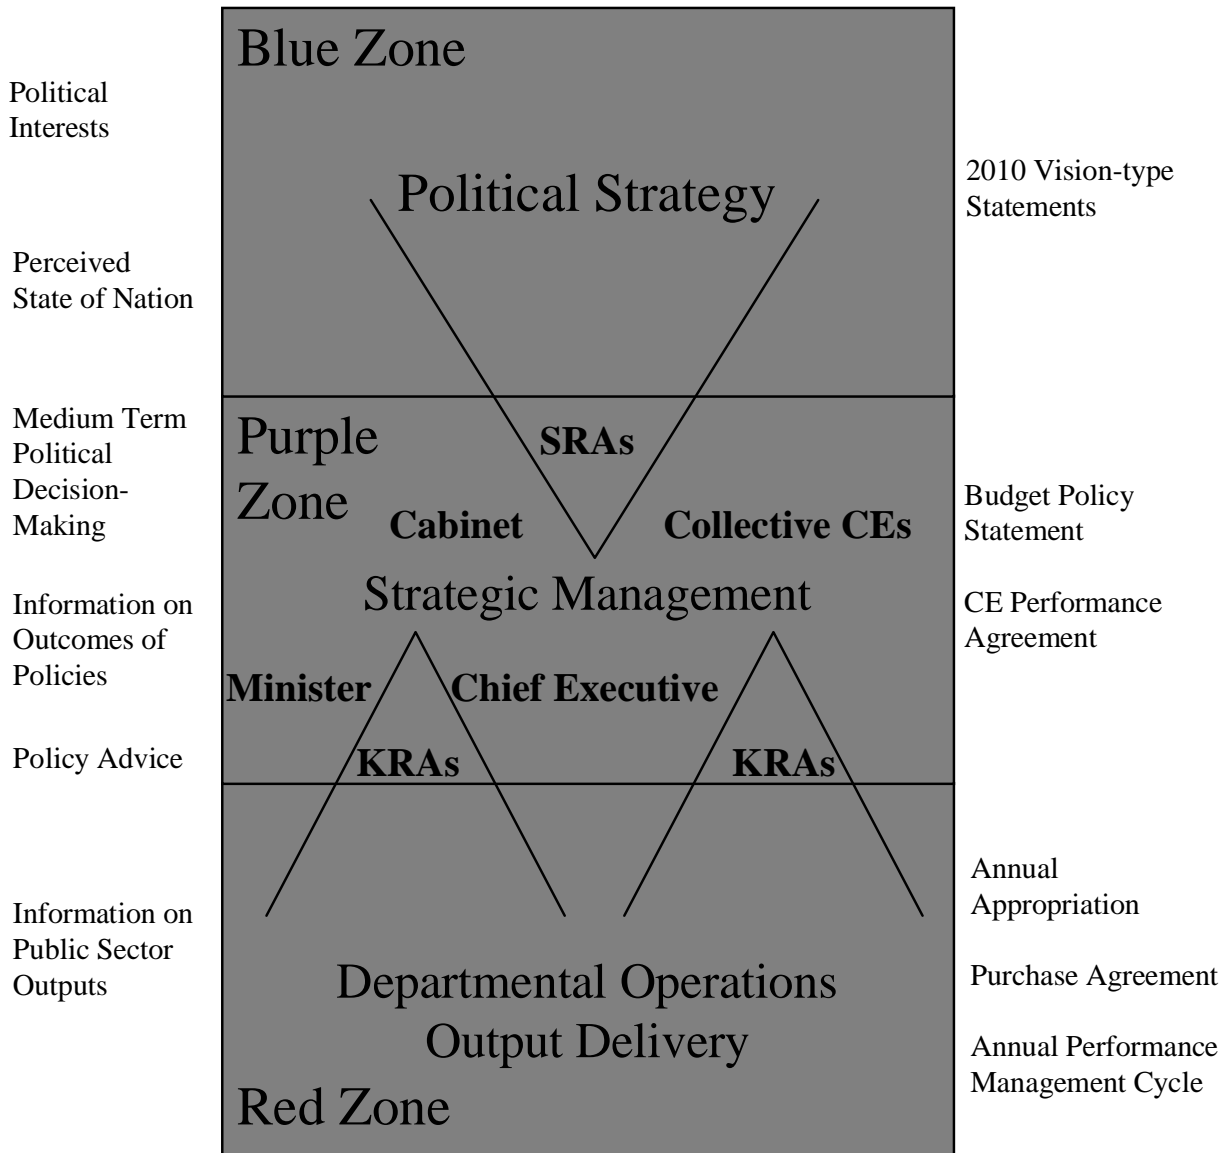 Blue Zone
Political
Interests
Political Strategy
2010 Vision-type
Statements
Perceived
State of Nation
Medium Term
Political
Decision-
Making
Purple
Zone
SRAs
Cabinet
Collective CEs
Budget Policy
Statement
Strategic Management
Information on
Outcomes of
Policies
CE Performance
Agreement
Minister
Chief Executive
Policy Advice
KRAs
KRAs
Information on
Public Sector
Outputs
Annual
Appropriation
Departmental Operations
Output Delivery
Purchase Agreement
Annual Performance
Management Cycle
Red Zone